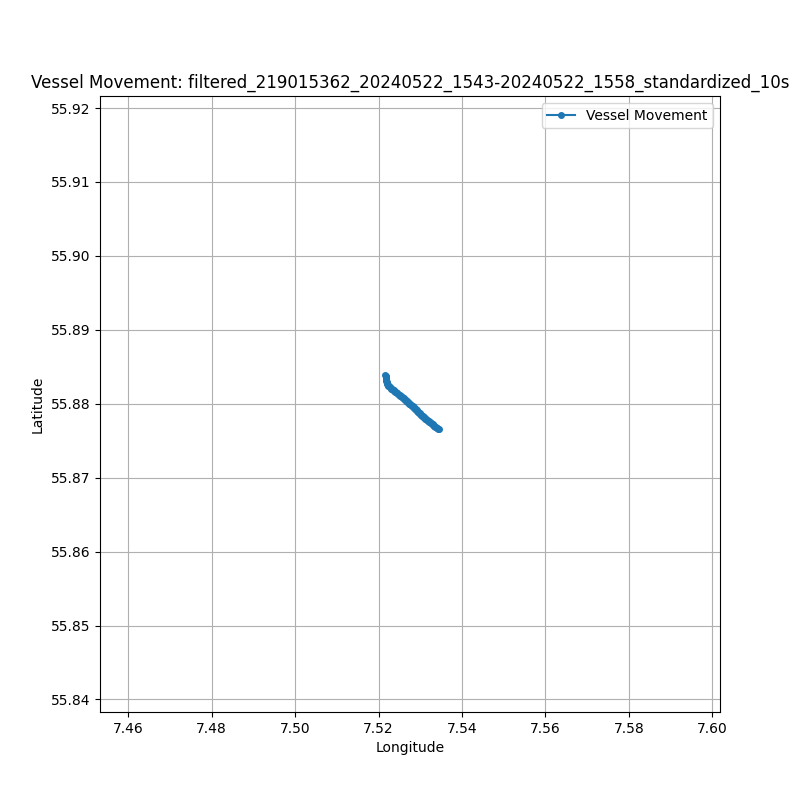 Vessel Movement: filtered_219015362_20240522_1543-20240522_1558_standardized_10s
Vessel Movement
55.92
55.91
55.90
55.89
55.88
55.87
55.86
55.85
55.84
Latitude
7.46 7.48 7.50 7.52 7.54 7.56 7.58 7.60
Longitude